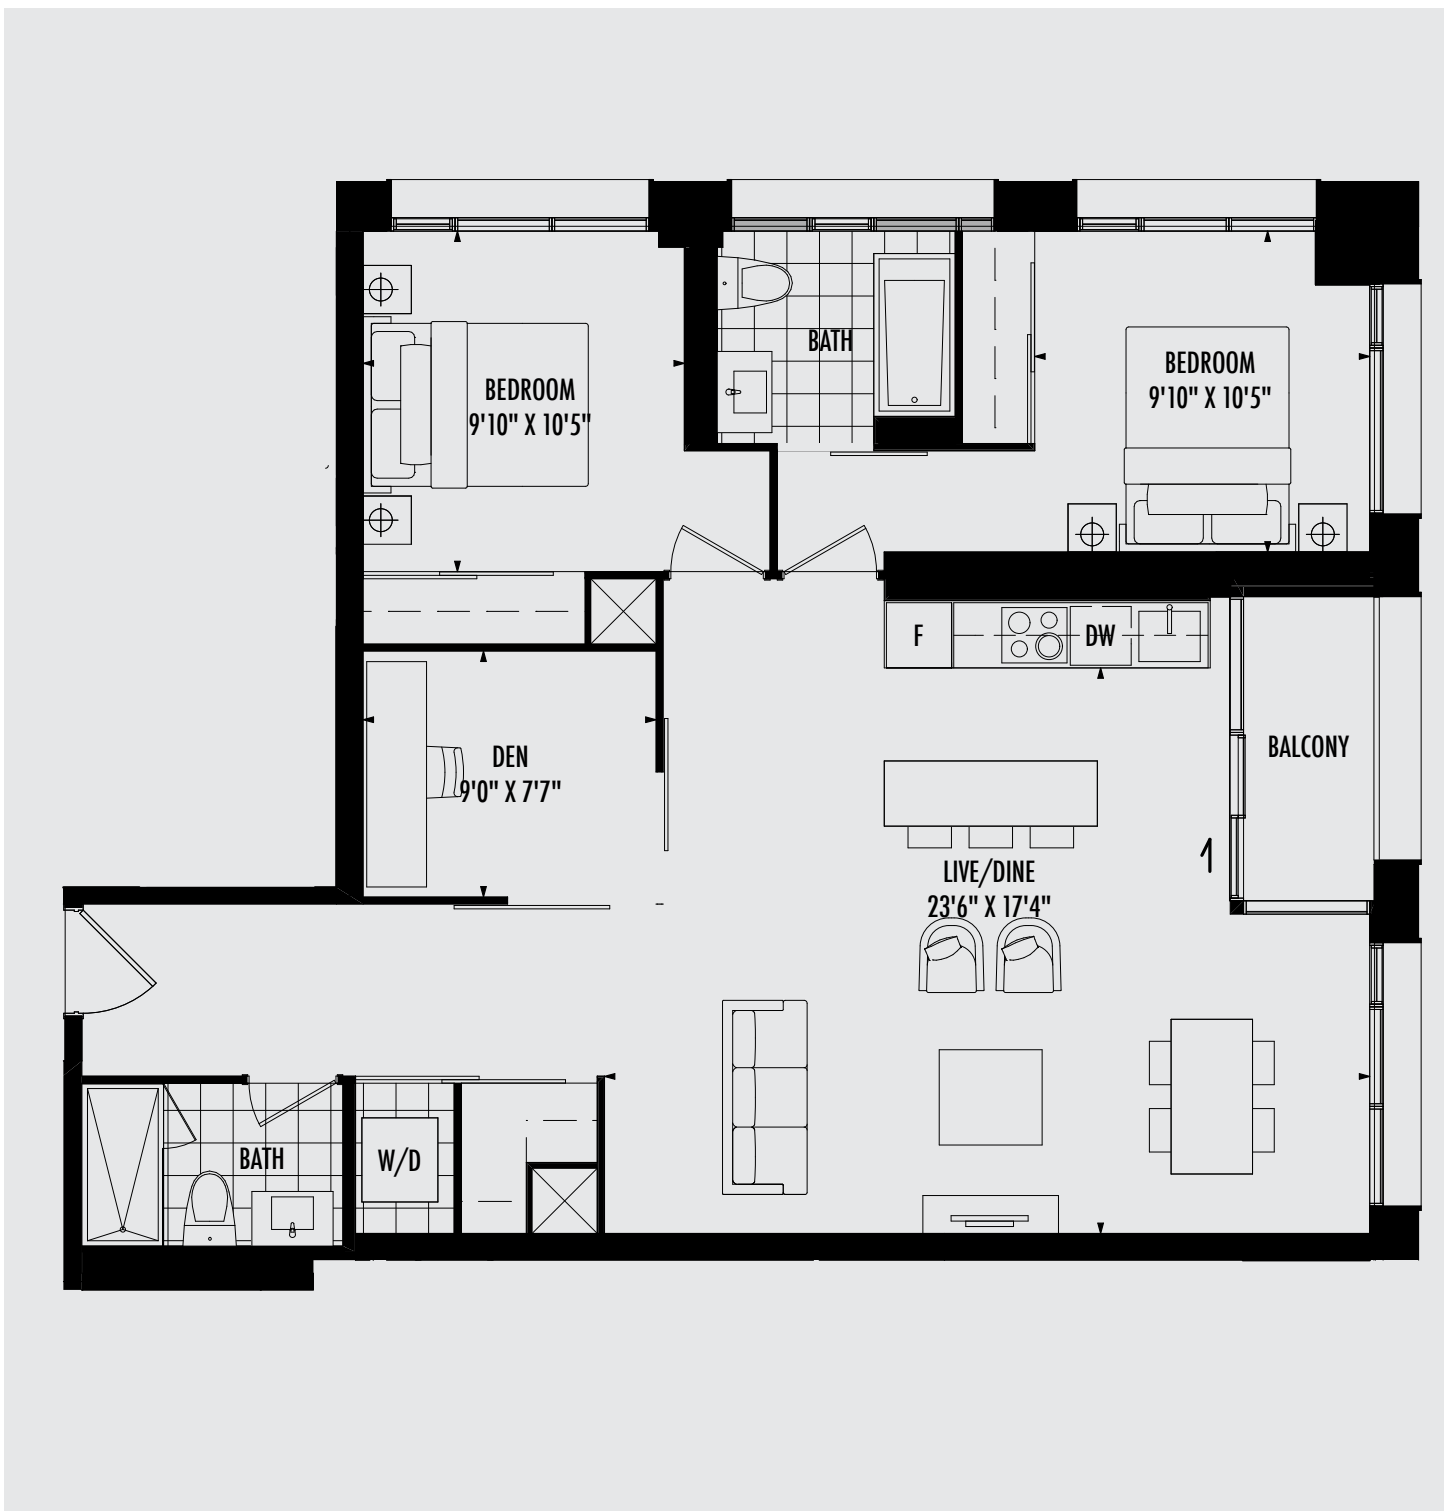 BATH
BEDROOM
9'10" X 10'5"
BEDROOM
9'10" X 10'5"
F
DW
DEN
9'0" X 7'7"
BALCONY
LIVE/DINE
23'6" X 17'4"
BATH
W/D